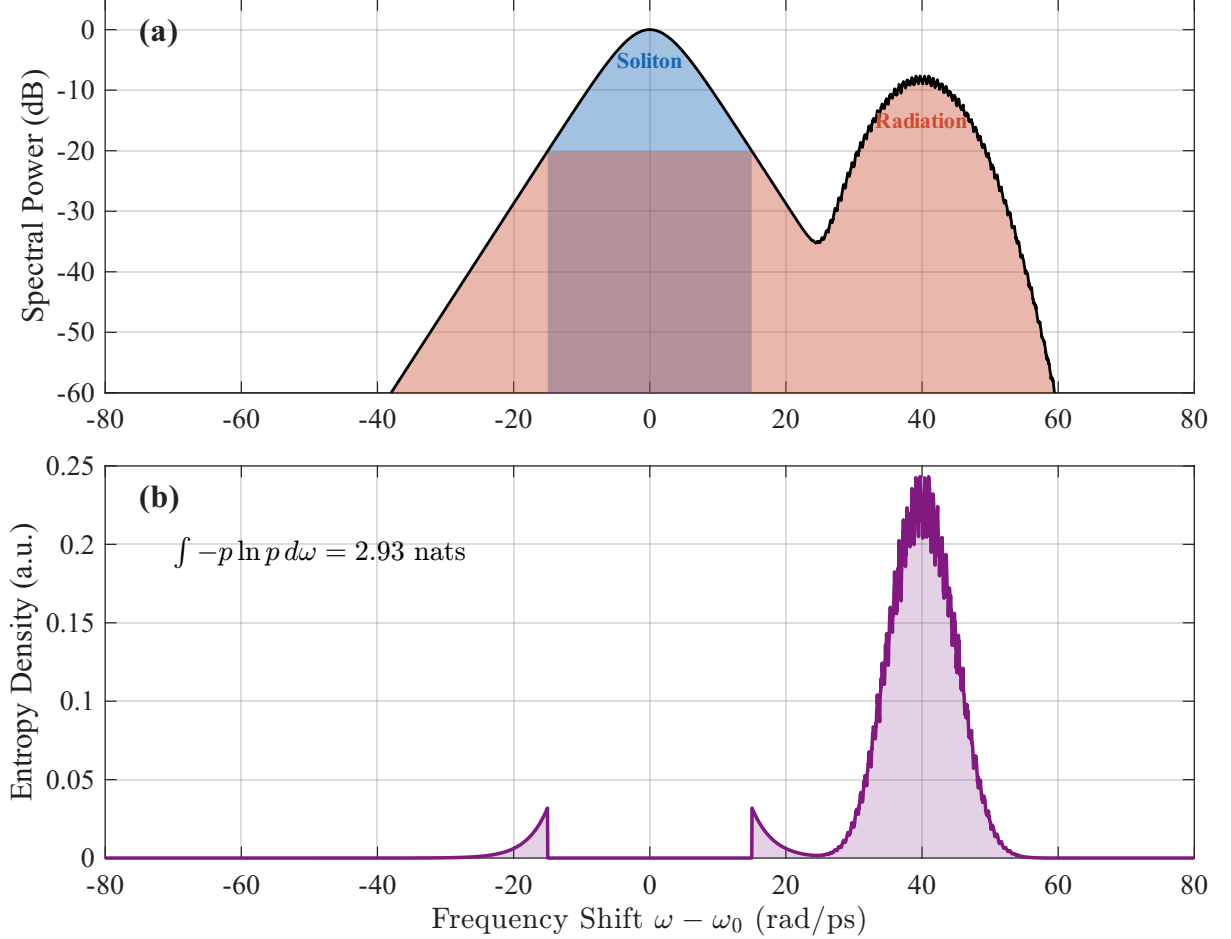 (a)
Soliton
Radiation
Spectral Power (dB)
0
-10
-20
-30
-40
-50
-60
-80 -60 -40 -20 0 20 40 60 80
(b)
∫ −p ln p dω = 2.93 nats
Entropy Density (a.u.)
0.25
0.2
0.15
0.1
0.05
0
-80 -60 -40 -20 0 20 40 60 80
Frequency Shift ω − ω₀ (rad/ps)